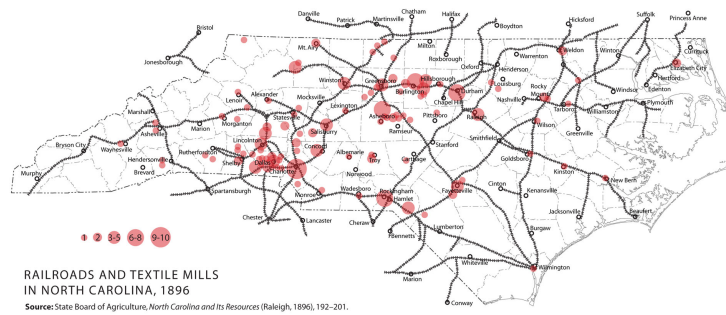 Bristol
Danville
Patrick
Martinsville
Chatham
Halifax
Boydton
Hicksford
Suffolk
Princess Anne
Jonesborough
Mt. Airy
Milton
Roxborough
Oxford
Warrenton
Henderson
Weldon
Winton
Currituck
Elizabeth City
Hertford
Edenton
Winston
Greensboro
Burlington
Hillsborough
Chapel Hill
Durham
Louisburg
Nashville
Rocky
Mount
Tarboro
Windsor
Williamston
Plymouth
Lenoir
Alexander
Mocksville
Lexington
Statesville
Marshall
Asheville
Marion
Morganton
Salisbury
Asheboro
Ramseur
Pittsboro
Raleigh
Wilson
Greenville
Smithfield
Bryson City
Waynesville
Hendersonville
Brevard
Rutherfordton
Lincolnton
Shelby
Dallas
Charlotte
Concord
Albemarle
Troy
Norwood
Carthage
Stanford
Goldsboro
Kinston
New Bern
Murphy
Spartansburg
Chester
Lancaster
Monroe
Wadesboro
Rockingham
Hamlet
Cheraw
Bennetts
Fayetteville
Clinton
Kenansville
Jacksonville
Beaufort
Lumberton
Burgaw
Whiteville
Wilmington
Marion
Conway
1 2 3-5 6-8 9-10
RAILROADS AND TEXTILE MILLS
IN NORTH CAROLINA, 1896
Source: State Board of Agriculture, North Carolina and Its Resources (Raleigh, 1896), 192–201.